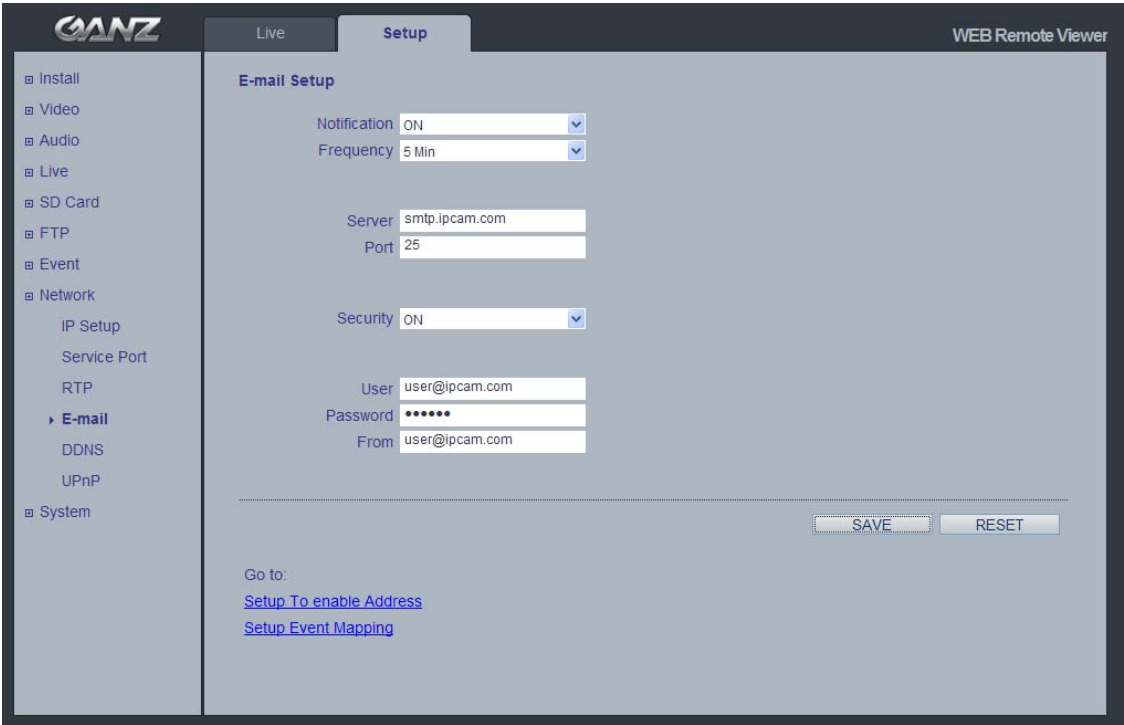 GANZ
Live
Setup
WEB Remote Viewer
Install
Video
Audio
Live
SD Card
FTP
Event
Network
IP Setup
Service Port
RTP
E-mail
DDNS
UPnP
System
E-mail Setup
Notification ON
Frequency 5 Min
Server smtp.ipcam.com
Port 25
Security ON
User user@ipcam.com
Password ••••••
From user@ipcam.com
SAVE RESET
Go to:
Setup To enable Address
Setup Event Mapping